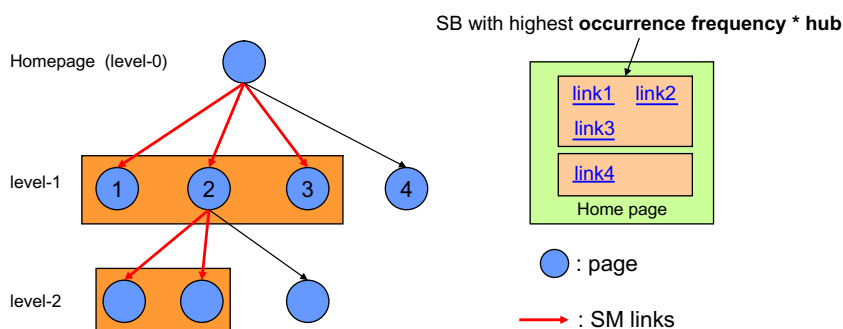 SB with highest occurrence frequency * hub
Homepage (level-0)
link1 link2
link3
link4
Home page
level-1
1 2 3 4
: page
level-2
: SM links